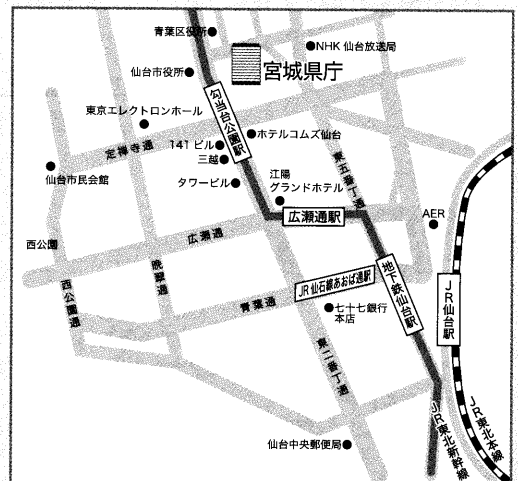 青葉区役所
NHK 仙台放送局
仙台市役所
宮城県庁
東京エレクトロンホール
勾当台公園駅
ホテルコムズ仙台
定禅寺通
141 ビル
三越
東五番丁通
仙台市民会館
タワービル
江陽
グランドホテル
広瀬通駅
AER
西公園
広瀬通
晩翠通
西公園通
JR仙石線あおば通駅
地下鉄仙台駅
JR仙台駅
青葉通
七十七銀行
本店
東二番丁通
仙台中央郵便局
JR東北新幹線
JR東北本線